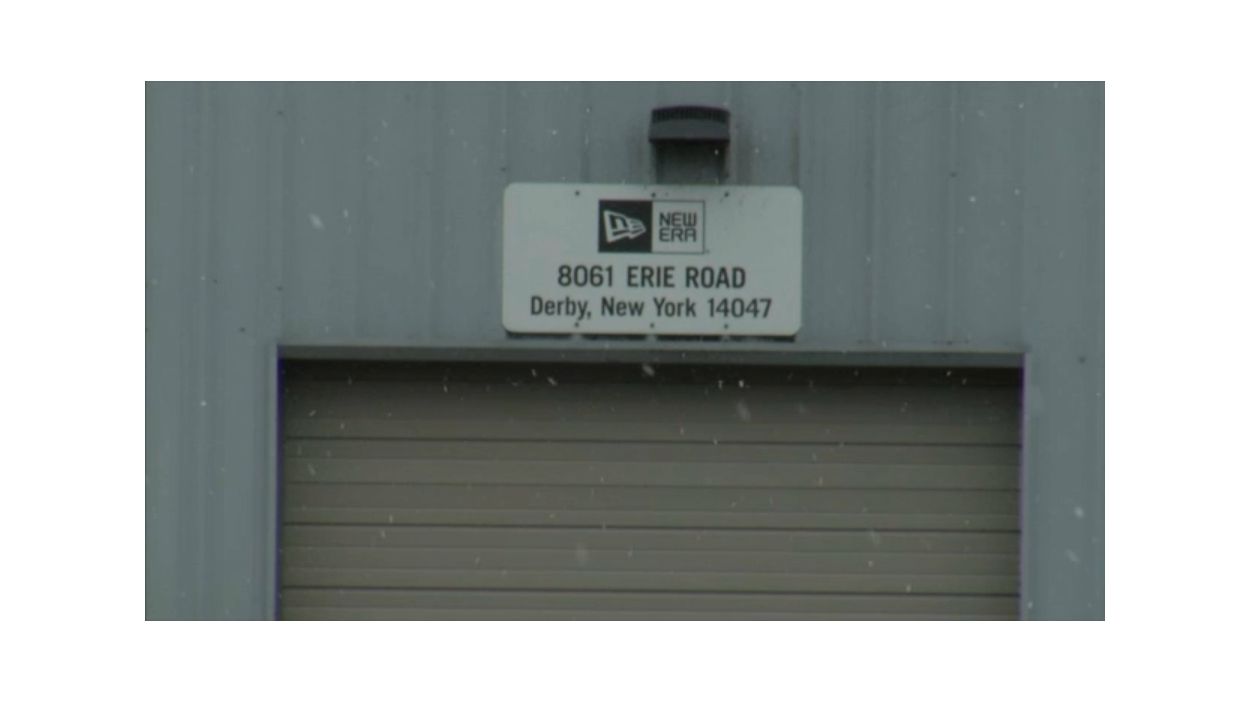 NEW
ERA
8061 ERIE ROAD
Derby, New York 14047